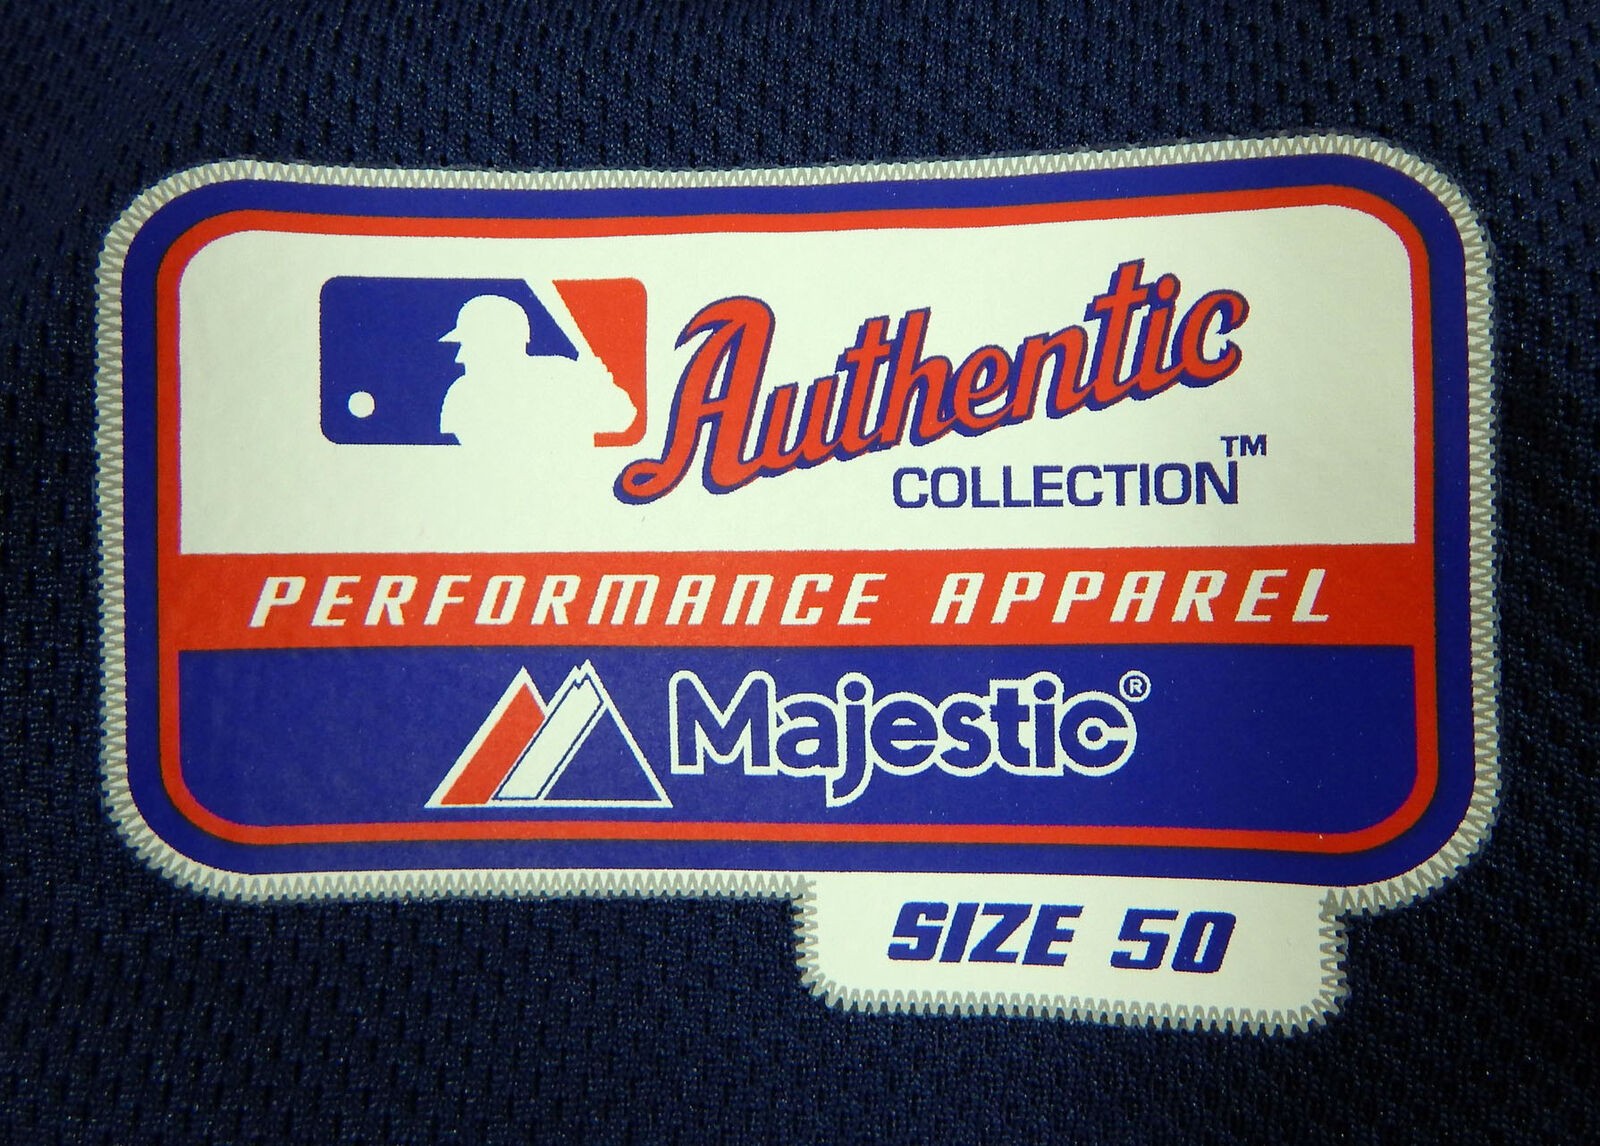 Authentic
COLLECTION™
PERFORMANCE APPAREL
Majestic®
SIZE 50